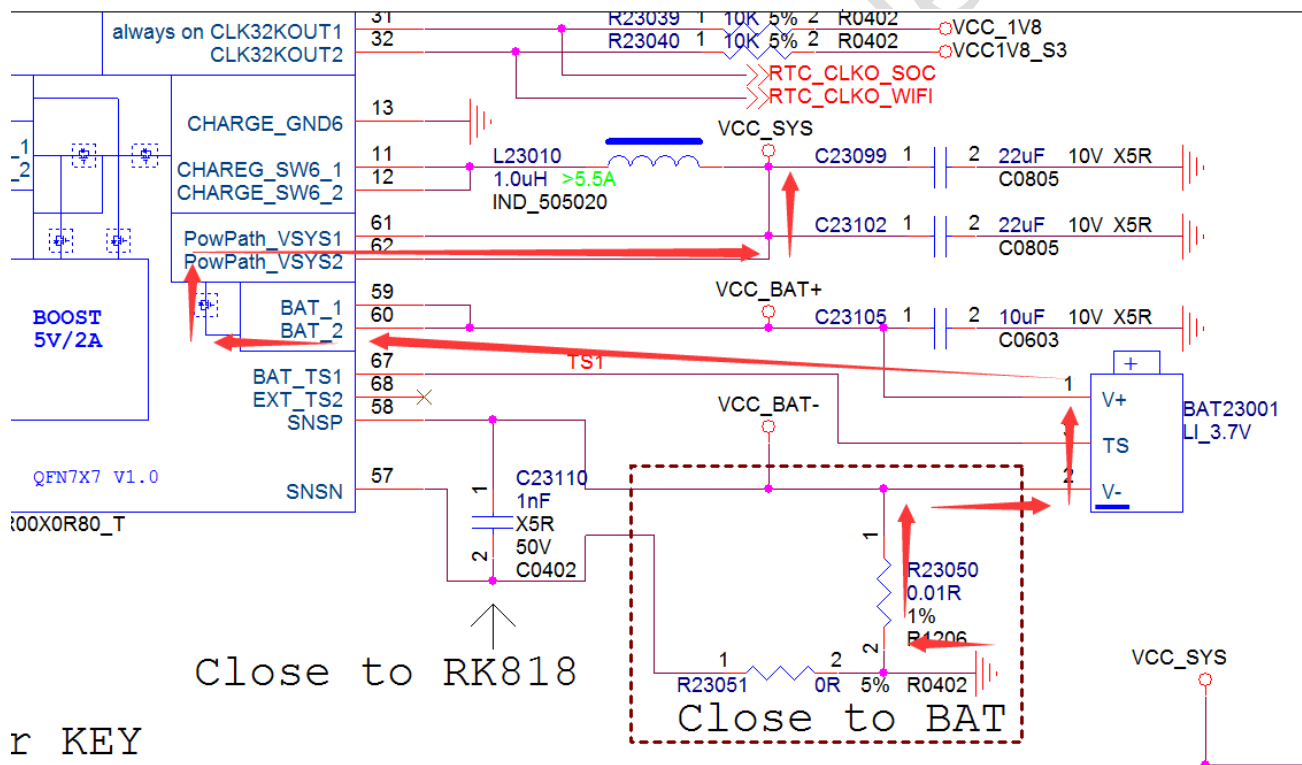 31
always on CLK32KOUT1
R23039 1 10K 5% 2 R0402
VCC_1V8
32
CLK32KOUT2
R23040 1 10K 5% 2 R0402
VCC1V8_S3
RTC_CLKO_SOC
RTC_CLKO_WIFI
13
CHARGE_GND6
VCC_SYS
_1
_2
11
CHAREG_SW6_1
12
CHARGE_SW6_2
L23010
1.0uH >5.5A
IND_505020
C23099 1 2 22uF 10V X5R
C0805
61
PowPath_VSYS1
62
PowPath_VSYS2
C23102 1 2 22uF 10V X5R
C0805
59
BAT_1
60
BAT_2
VCC_BAT+
C23105 1 2 10uF 10V X5R
C0603
BOOST
5V/2A
67
BAT_TS1
TS1
68
EXT_TS2
58
SNSP
VCC_BAT-
+
1
V+
TS
2
V-
BAT23001
LI_3.7V
QFN7X7 V1.0
57
SNSN
R00X0R80_T
1
C23110
1nF
X5R
50V
2
C0402
1
R23050
0.01R
1%
R1206
2
Close to RK818
1 2
R23051 0R 5% R0402
Close to BAT
VCC_SYS
r KEY